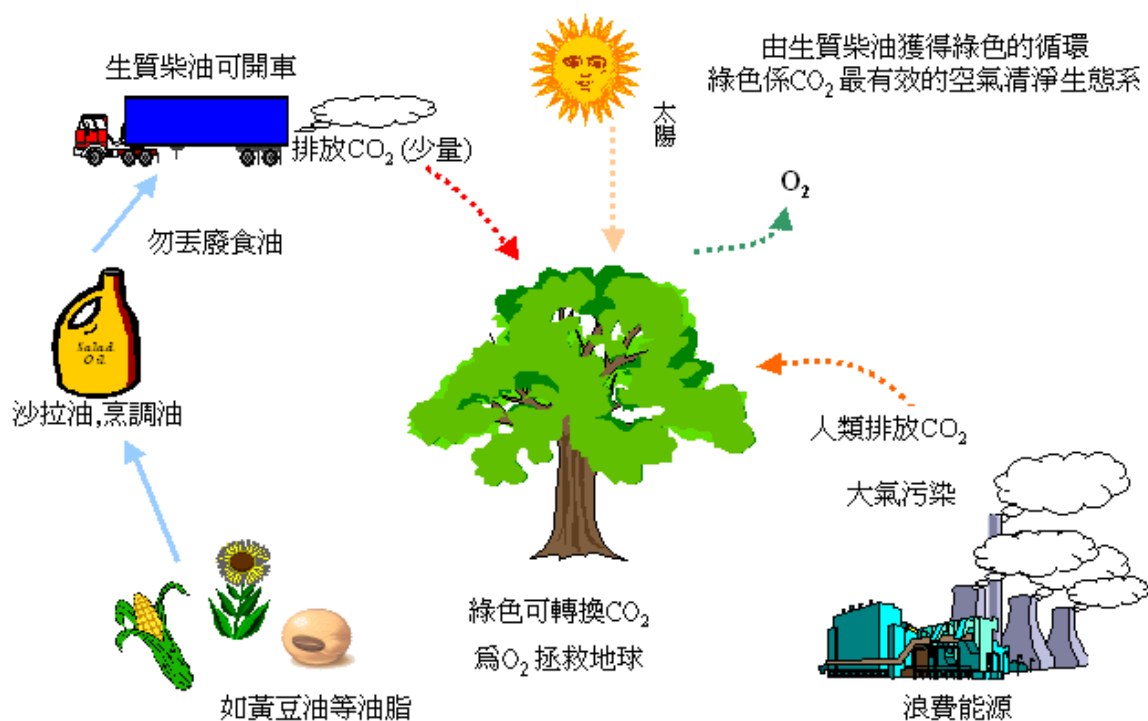 由生質柴油獲得綠色的循環
綠色係CO₂最有效的空氣清淨生態系
生質柴油可開車
太陽
排放CO₂(少量)
O₂
勿丟廢食油
Salad
Oil
沙拉油,烹調油
人類排放CO₂
大氣污染
綠色可轉換CO₂
爲O₂拯救地球
如黃豆油等油脂
浪費能源